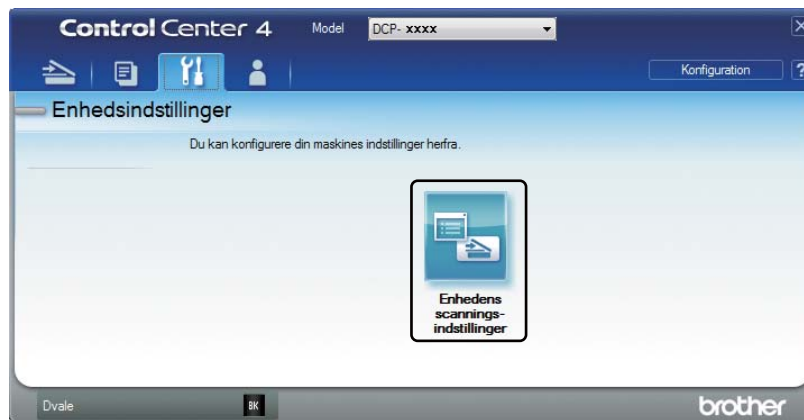 Control Center 4 Model DCP- xxxx
Konfiguration ?
Enhedsindstillinger
Du kan konfigurere din maskines indstillinger herfra.
Enhedens
scannings-
indstillinger
Dvale BK brother